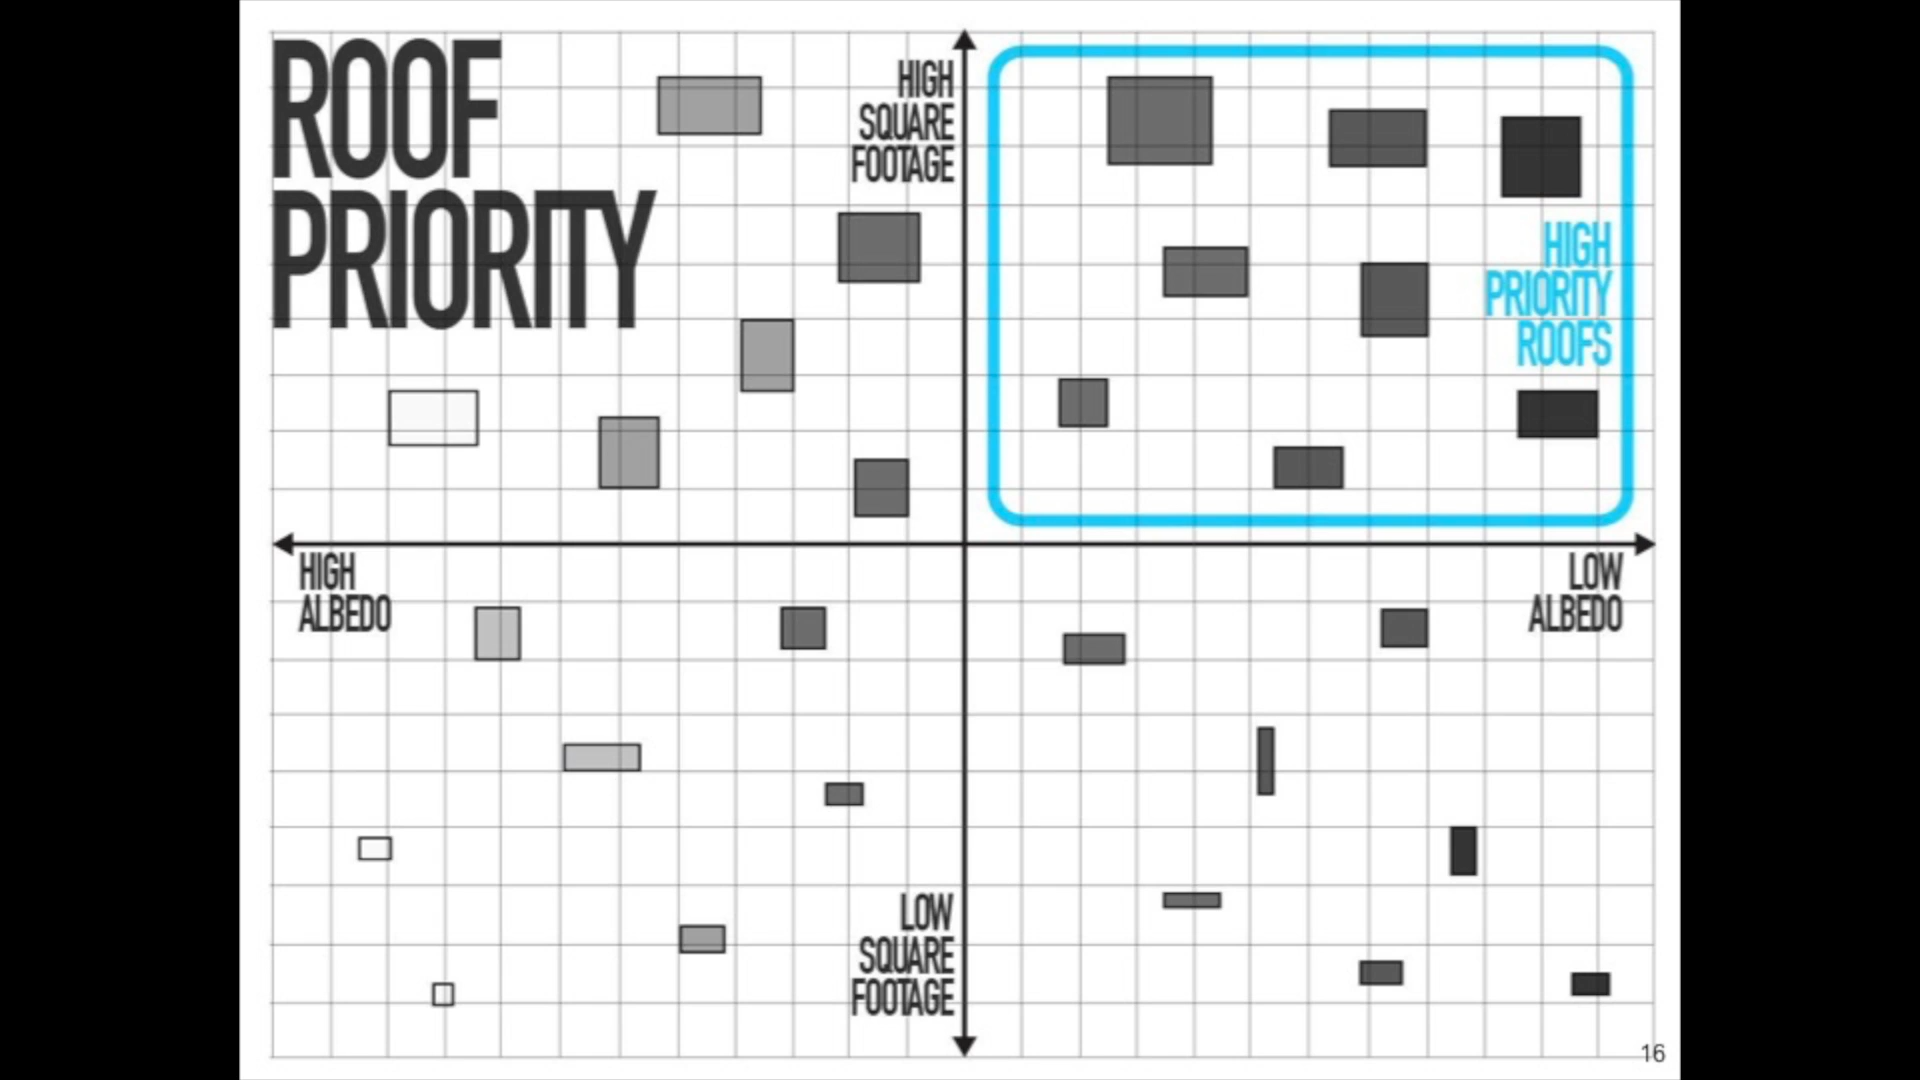 ROOF
PRIORITY
HIGH
SQUARE
FOOTAGE
HIGH
PRIORITY
ROOFS
HIGH
ALBEDO
LOW
ALBEDO
LOW
SQUARE
FOOTAGE
16